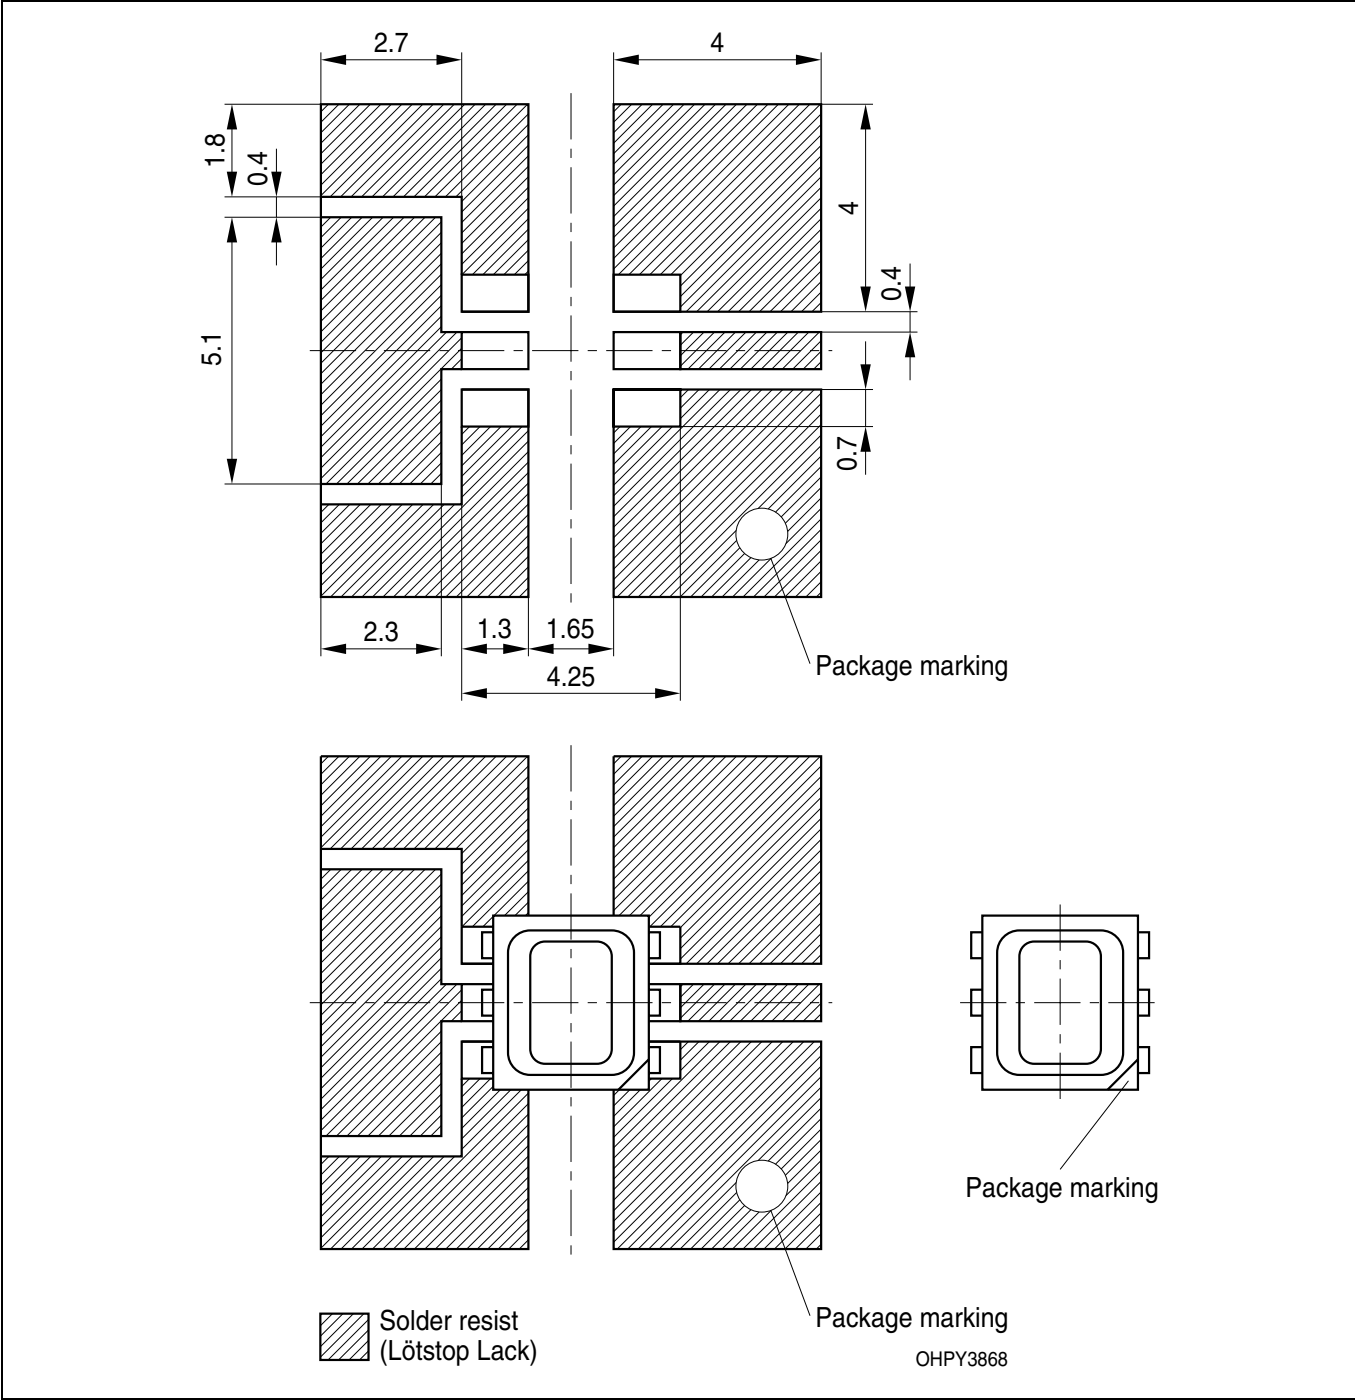 2.7
4
1.8
0.4
4
0.4
5.1
0.7
2.3
1.3
1.65
4.25
Package marking
Package marking
Package marking
Solder resist
(Lötstop Lack)
OHPY3868